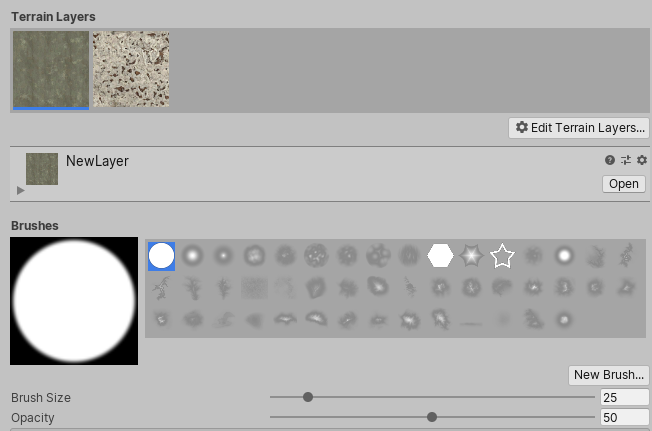 Terrain Layers
Edit Terrain Layers...
NewLayer
Open
Brushes
New Brush...
Brush Size 25
Opacity 50